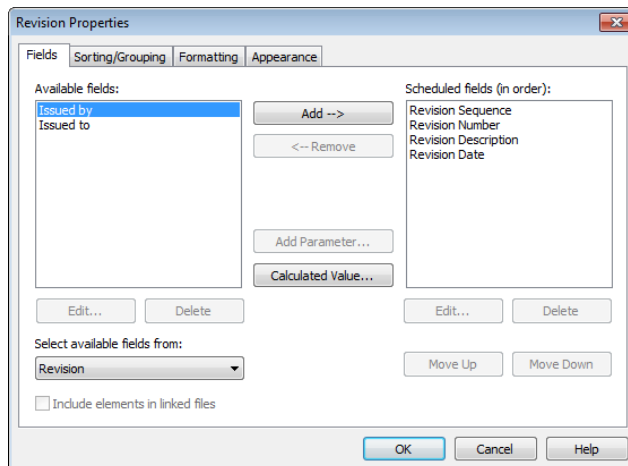 Revision Properties
Fields
Sorting/Grouping
Formatting
Appearance
Available fields:
Issued by
Issued to
Add -->
<-- Remove
Add Parameter...
Calculated Value...
Scheduled fields (in order):
Revision Sequence
Revision Number
Revision Description
Revision Date
Edit...
Delete
Edit...
Delete
Select available fields from:
Revision
Move Up
Move Down
Include elements in linked files
OK
Cancel
Help